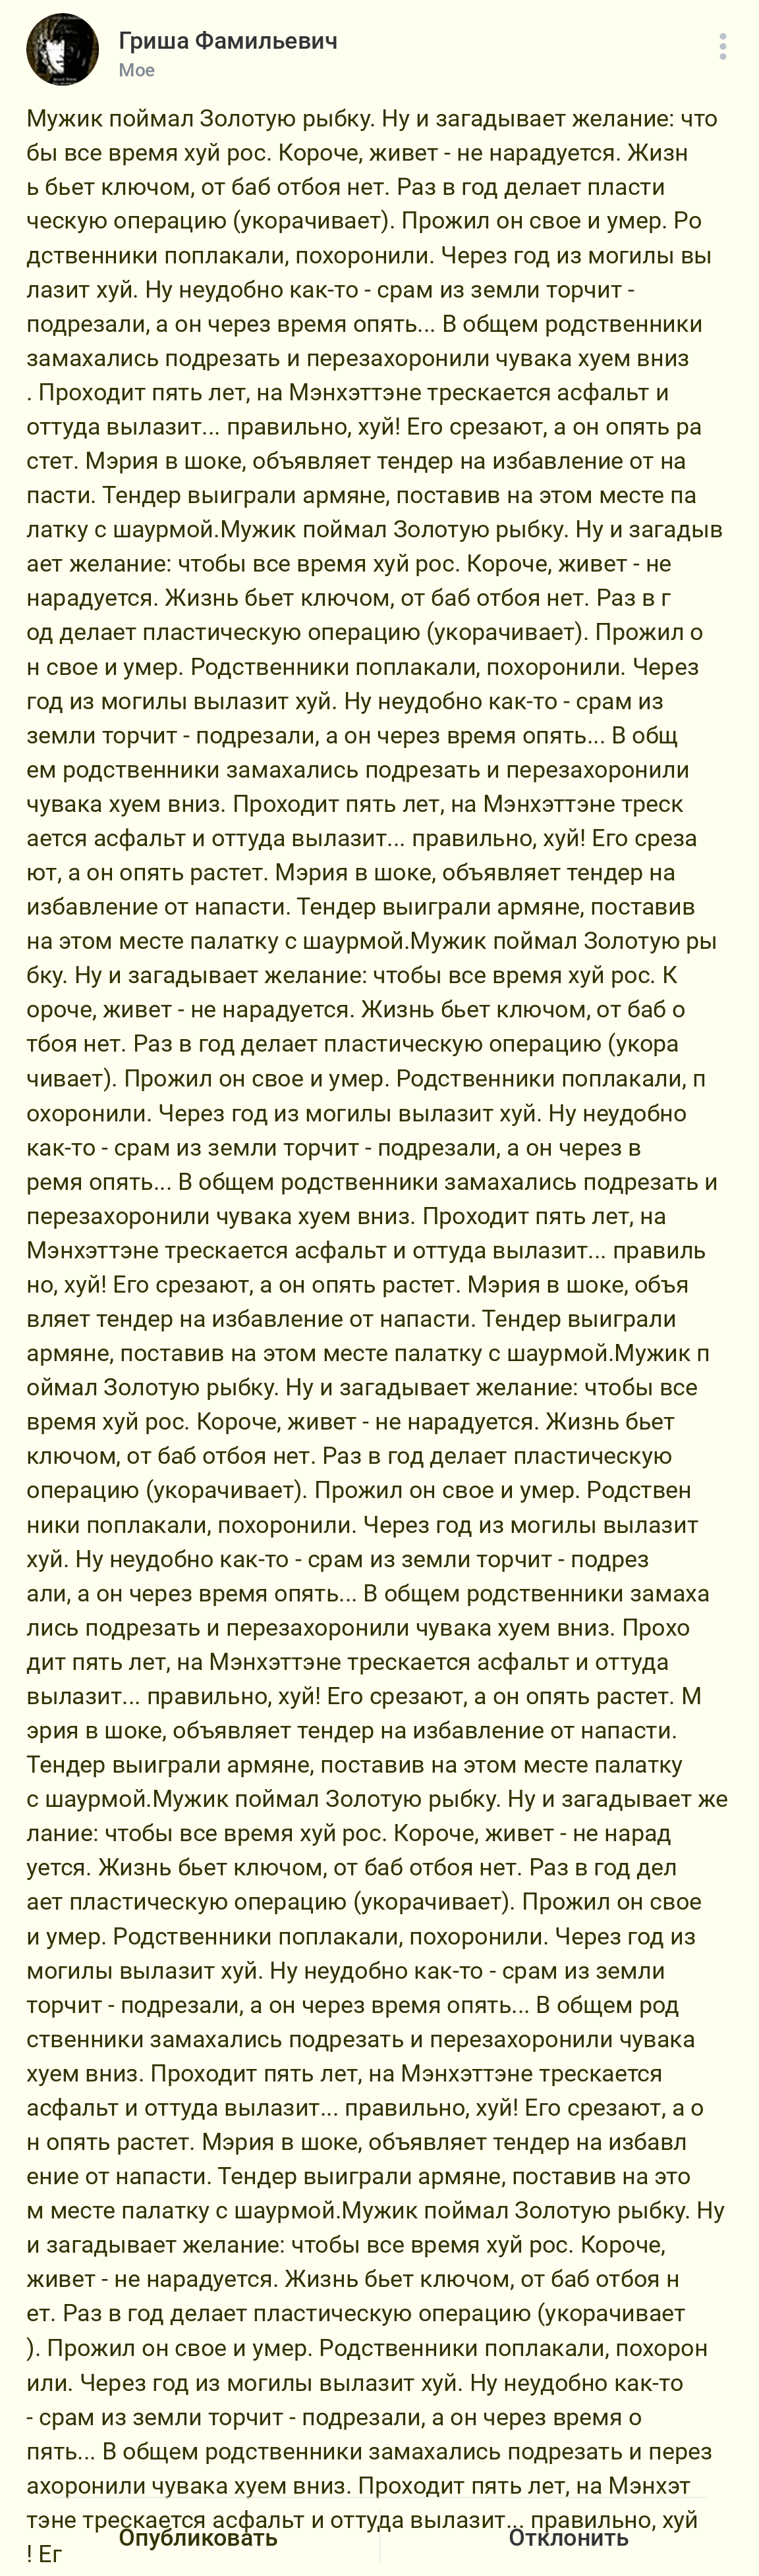 Гриша Фамильевич
Мое
Мужик поймал Золотую рыбку. Ну и загадывает желание: что
бы все время хуй рос. Короче, живет - не нарадуется. Жизн
ь бьет ключом, от баб отбоя нет. Раз в год делает пласти
ческую операцию (укорачивает). Прожил он свое и умер. Ро
дственники поплакали, похоронили. Через год из могилы вы
лазит хуй. Ну неудобно как-то - срам из земли торчит -
подрезали, а он через время опять... В общем родственники
замахались подрезать и перезахоронили чувака хуем вниз
. Проходит пять лет, на Мэнхэттэне трескается асфальт и
оттуда вылазит... правильно, хуй! Его срезают, а он опять ра
стет. Мэрия в шоке, объявляет тендер на избавление от на
пасти. Тендер выиграли армяне, поставив на этом месте па
латку с шаурмой.Мужик поймал Золотую рыбку. Ну и загадыв
ает желание: чтобы все время хуй рос. Короче, живет - не
нарадуется. Жизнь бьет ключом, от баб отбоя нет. Раз в г
од делает пластическую операцию (укорачивает). Прожил о
н свое и умер. Родственники поплакали, похоронили. Через
год из могилы вылазит хуй. Ну неудобно как-то - срам из
земли торчит - подрезали, а он через время опять... В общ
ем родственники замахались подрезать и перезахоронили
чувака хуем вниз. Проходит пять лет, на Мэнхэттэне треск
ается асфальт и оттуда вылазит... правильно, хуй! Его среза
ют, а он опять растет. Мэрия в шоке, объявляет тендер на
избавление от напасти. Тендер выиграли армяне, поставив
на этом месте палатку с шаурмой.Мужик поймал Золотую ры
бку. Ну и загадывает желание: чтобы все время хуй рос. К
ороче, живет - не нарадуется. Жизнь бьет ключом, от баб о
тбоя нет. Раз в год делает пластическую операцию (укора
чивает). Прожил он свое и умер. Родственники поплакали, п
охоронили. Через год из могилы вылазит хуй. Ну неудобно
как-то - срам из земли торчит - подрезали, а он через в
ремя опять... В общем родственники замахались подрезать и
перезахоронили чувака хуем вниз. Проходит пять лет, на
Мэнхэттэне трескается асфальт и оттуда вылазит... правиль
но, хуй! Его срезают, а он опять растет. Мэрия в шоке, объя
вляет тендер на избавление от напасти. Тендер выиграли
армяне, поставив на этом месте палатку с шаурмой.Мужик п
оймал Золотую рыбку. Ну и загадывает желание: чтобы все
время хуй рос. Короче, живет - не нарадуется. Жизнь бьет
ключом, от баб отбоя нет. Раз в год делает пластическую
операцию (укорачивает). Прожил он свое и умер. Родствен
ники поплакали, похоронили. Через год из могилы вылазит
хуй. Ну неудобно как-то - срам из земли торчит - подрез
али, а он через время опять... В общем родственники замаха
лись подрезать и перезахоронили чувака хуем вниз. Прохо
дит пять лет, на Мэнхэттэне трескается асфальт и оттуда
вылазит... правильно, хуй! Его срезают, а он опять растет. М
эрия в шоке, объявляет тендер на избавление от напасти.
Тендер выиграли армяне, поставив на этом месте палатку
с шаурмой.Мужик поймал Золотую рыбку. Ну и загадывает же
лание: чтобы все время хуй рос. Короче, живет - не нарад
уется. Жизнь бьет ключом, от баб отбоя нет. Раз в год дел
ает пластическую операцию (укорачивает). Прожил он свое
и умер. Родственники поплакали, похоронили. Через год из
могилы вылазит хуй. Ну неудобно как-то - срам из земли
торчит - подрезали, а он через время опять... В общем род
ственники замахались подрезать и перезахоронили чувака
хуем вниз. Проходит пять лет, на Мэнхэттэне трескается
асфальт и оттуда вылазит... правильно, хуй! Его срезают, а о
н опять растет. Мэрия в шоке, объявляет тендер на избавл
ение от напасти. Тендер выиграли армяне, поставив на это
м месте палатку с шаурмой.Мужик поймал Золотую рыбку. Ну
и загадывает желание: чтобы все время хуй рос. Короче,
живет - не нарадуется. Жизнь бьет ключом, от баб отбоя н
ет. Раз в год делает пластическую операцию (укорачивает
). Прожил он свое и умер. Родственники поплакали, похорон
или. Через год из могилы вылазит хуй. Ну неудобно как-то
- срам из земли торчит - подрезали, а он через время о
пять... В общем родственники замахались подрезать и перез
ахоронили чувака хуем вниз. Проходит пять лет, на Мэнхэт
тэне трескается асфальт и оттуда вылазит... правильно, хуй
! Ег
Опубликовать Отклонить